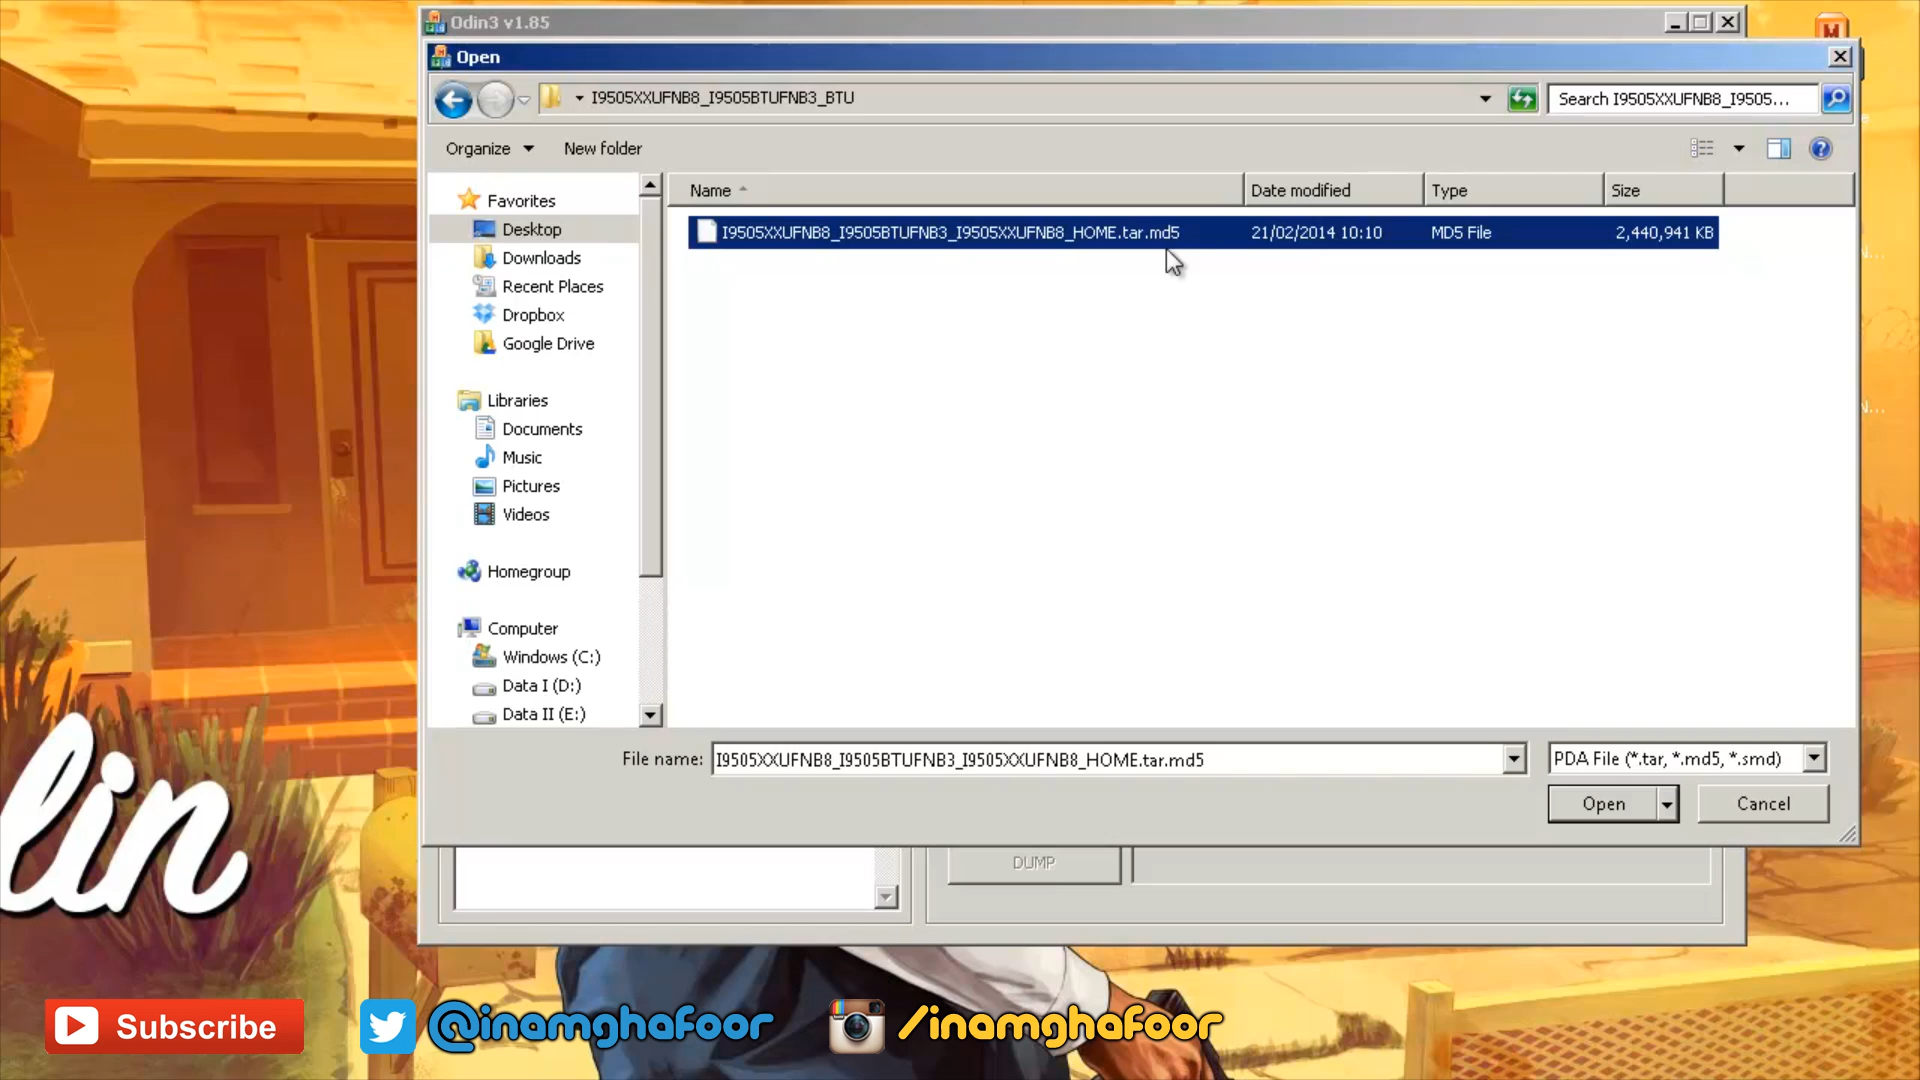 Odin3 v1.85
Open
I9505XXUFNB8_I9505BTUFNB3_BTU
Search I9505XXUFNB8_I9505...
Organize
New folder
Name
Date modified
Type
Size
I9505XXUFNB8_I9505BTUFNB3_I9505XXUFNB8_HOME.tar.md5
21/02/2014 10:10
MD5 File
2,440,941 KB
Favorites
Desktop
Downloads
Recent Places
Dropbox
Google Drive
Libraries
Documents
Music
Pictures
Videos
Homegroup
Computer
Windows (C:)
Data I (D:)
Data II (E:)
File name:
I9505XXUFNB8_I9505BTUFNB3_I9505XXUFNB8_HOME.tar.md5
PDA File (*.tar, *.md5, *.smd)
Open
Cancel
DUMP
lin
Subscribe
@inamghafoor
/inamghafoor